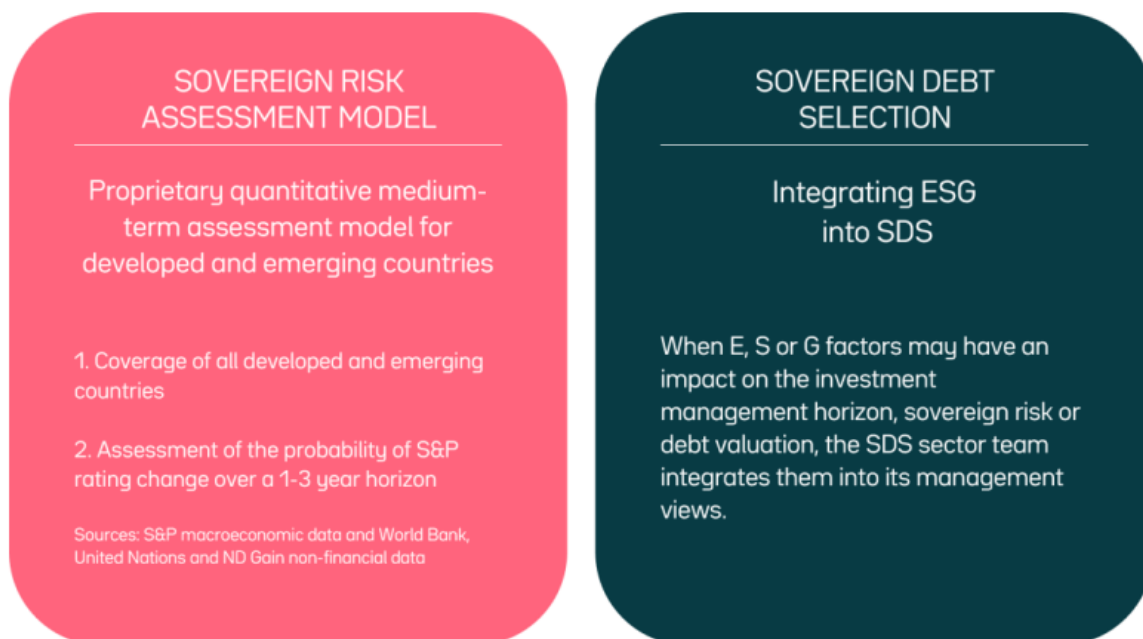 SOVEREIGN RISK
ASSESSMENT MODEL
Proprietary quantitative medium-
term assessment model for
developed and emerging countries
1. Coverage of all developed and emerging
countries
2. Assessment of the probability of S&P
rating change over a 1-3 year horizon
Sources: S&P macroeconomic data and World Bank,
United Nations and ND Gain non-financial data
SOVEREIGN DEBT
SELECTION
Integrating ESG
into SDS
When E, S or G factors may have an
impact on the investment
management horizon, sovereign risk or
debt valuation, the SDS sector team
integrates them into its management
views.